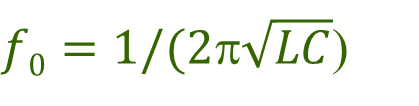 f₀ = 1/(2π√LC)